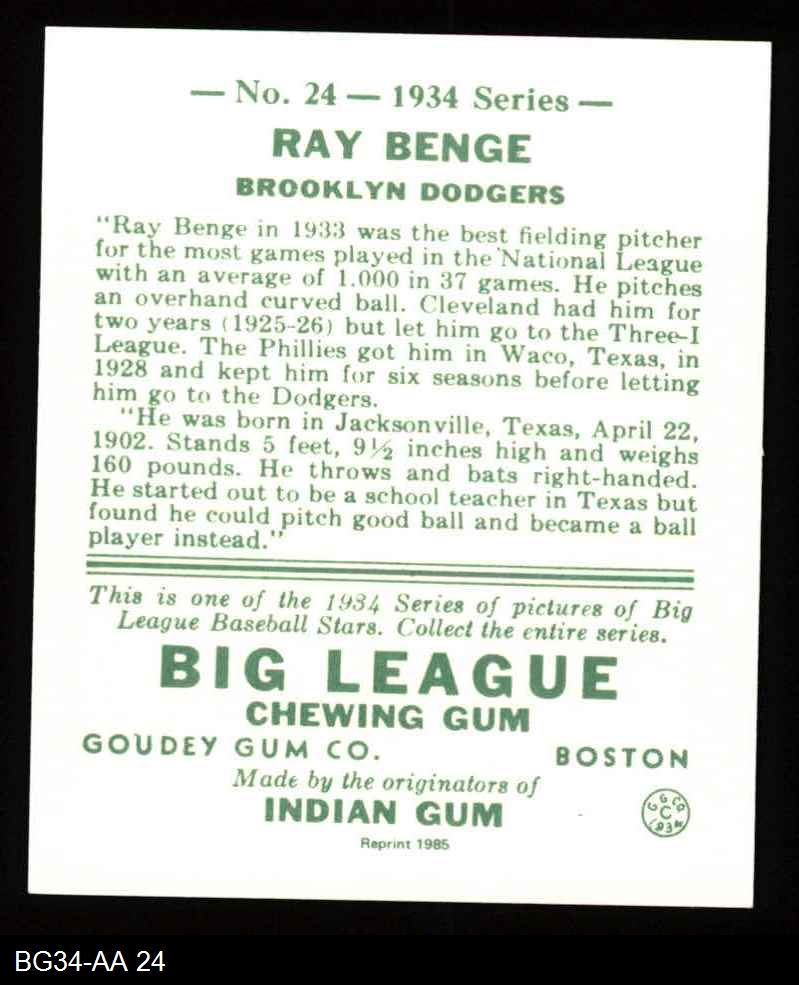 — No. 24 — 1934 Series —
RAY BENGE
BROOKLYN DODGERS
"Ray Benge in 1933 was the best fielding pitcher
for the most games played in the National League
with an average of 1.000 in 37 games. He pitches
an overhand curved ball. Cleveland had him for
two years (1925-26) but let him go to the Three-I
League. The Phillies got him in Waco, Texas, in
1928 and kept him for six seasons before letting
him go to the Dodgers.
"He was born in Jacksonville, Texas, April 22,
1902. Stands 5 feet, 9½ inches high and weighs
160 pounds. He throws and bats right-handed.
He started out to be a school teacher in Texas but
found he could pitch good ball and became a ball
player instead."
This is one of the 1934 Series of pictures of Big
League Baseball Stars. Collect the entire series.
BIG LEAGUE
CHEWING GUM
GOUDEY GUM CO. BOSTON
Made by the originators of
INDIAN GUM
G G CO
C
1934
Reprint 1985
BG34-AA 24